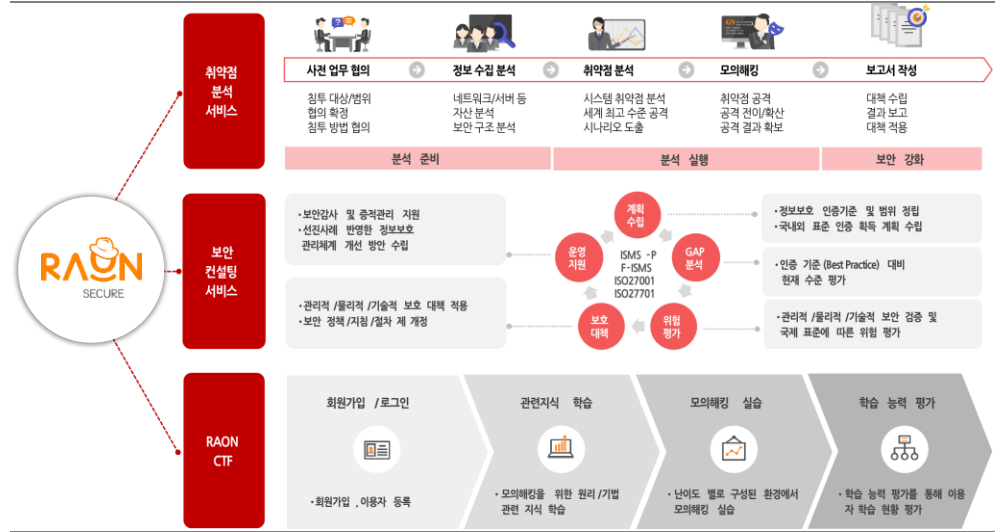 취약점
분석
서비스
사전 업무 협의
정보 수집 분석
취약점 분석
모의해킹
보고서 작성
침투 대상/범위
협의 확정
침투 방법 협의
네트워크/서버 등
자산 분석
보안 구조 분석
시스템 취약점 분석
세계 최고 수준 공격
시나리오 도출
취약점 공격
공격 전이/확산
공격 결과 확보
대책 수립
결과 보고
대책 적용
분석 준비
분석 실행
보안 강화
RAON
SECURE
보안
컨설팅
서비스
·보안감사 및 증적관리 지원
·선진사례 반영한 정보보호
관리체계 개선 방안 수립
·관리적 /물리적 /기술적 보호 대책 적용
·보안 정책 /지침 /절차 제 개정
계획
수립
운영
지원
GAP
분석
ISMS -P
F-ISMS
ISO27001
ISO27701
보호
대책
위험
평가
·정보보호 인증기준 및 범위 정립
·국내외 표준 인증 획득 계획 수립
·인증 기준 (Best Practice) 대비
현재 수준 평가
·관리적 /물리적 /기술적 보안 검증 및
국제 표준에 따른 위험 평가
RAON
CTF
회원가입 /로그인
관련지식 학습
모의해킹 실습
학습 능력 평가
·회원가입 ,이용자 등록
·모의해킹을 위한 원리 /기법
관련 지식 학습
·난이도 별로 구성된 환경에서
모의해킹 실습
·학습 능력 평가를 통해 이용
자 학습 현황 평가